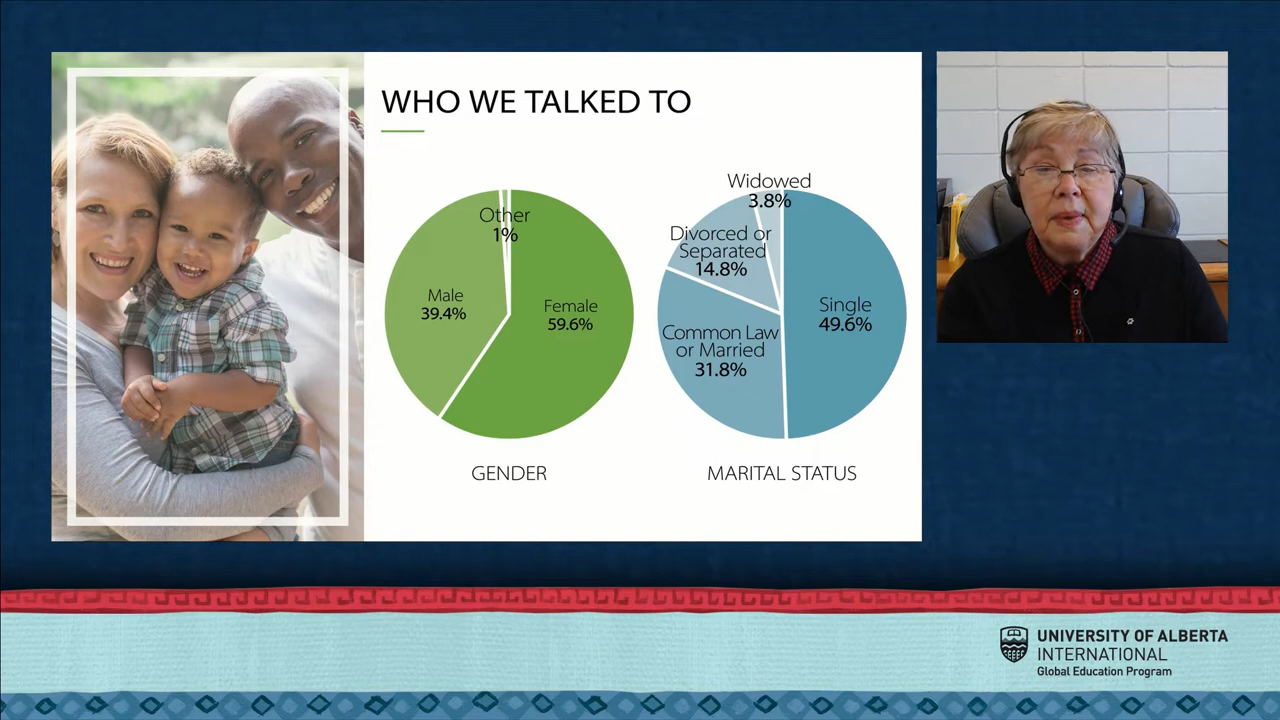 WHO WE TALKED TO
Other
1%
Male
39.4%
Female
59.6%
GENDER
Widowed
3.8%
Divorced or
Separated
14.8%
Single
49.6%
Common Law
or Married
31.8%
MARITAL STATUS
UNIVERSITY OF ALBERTA
INTERNATIONAL
Global Education Program